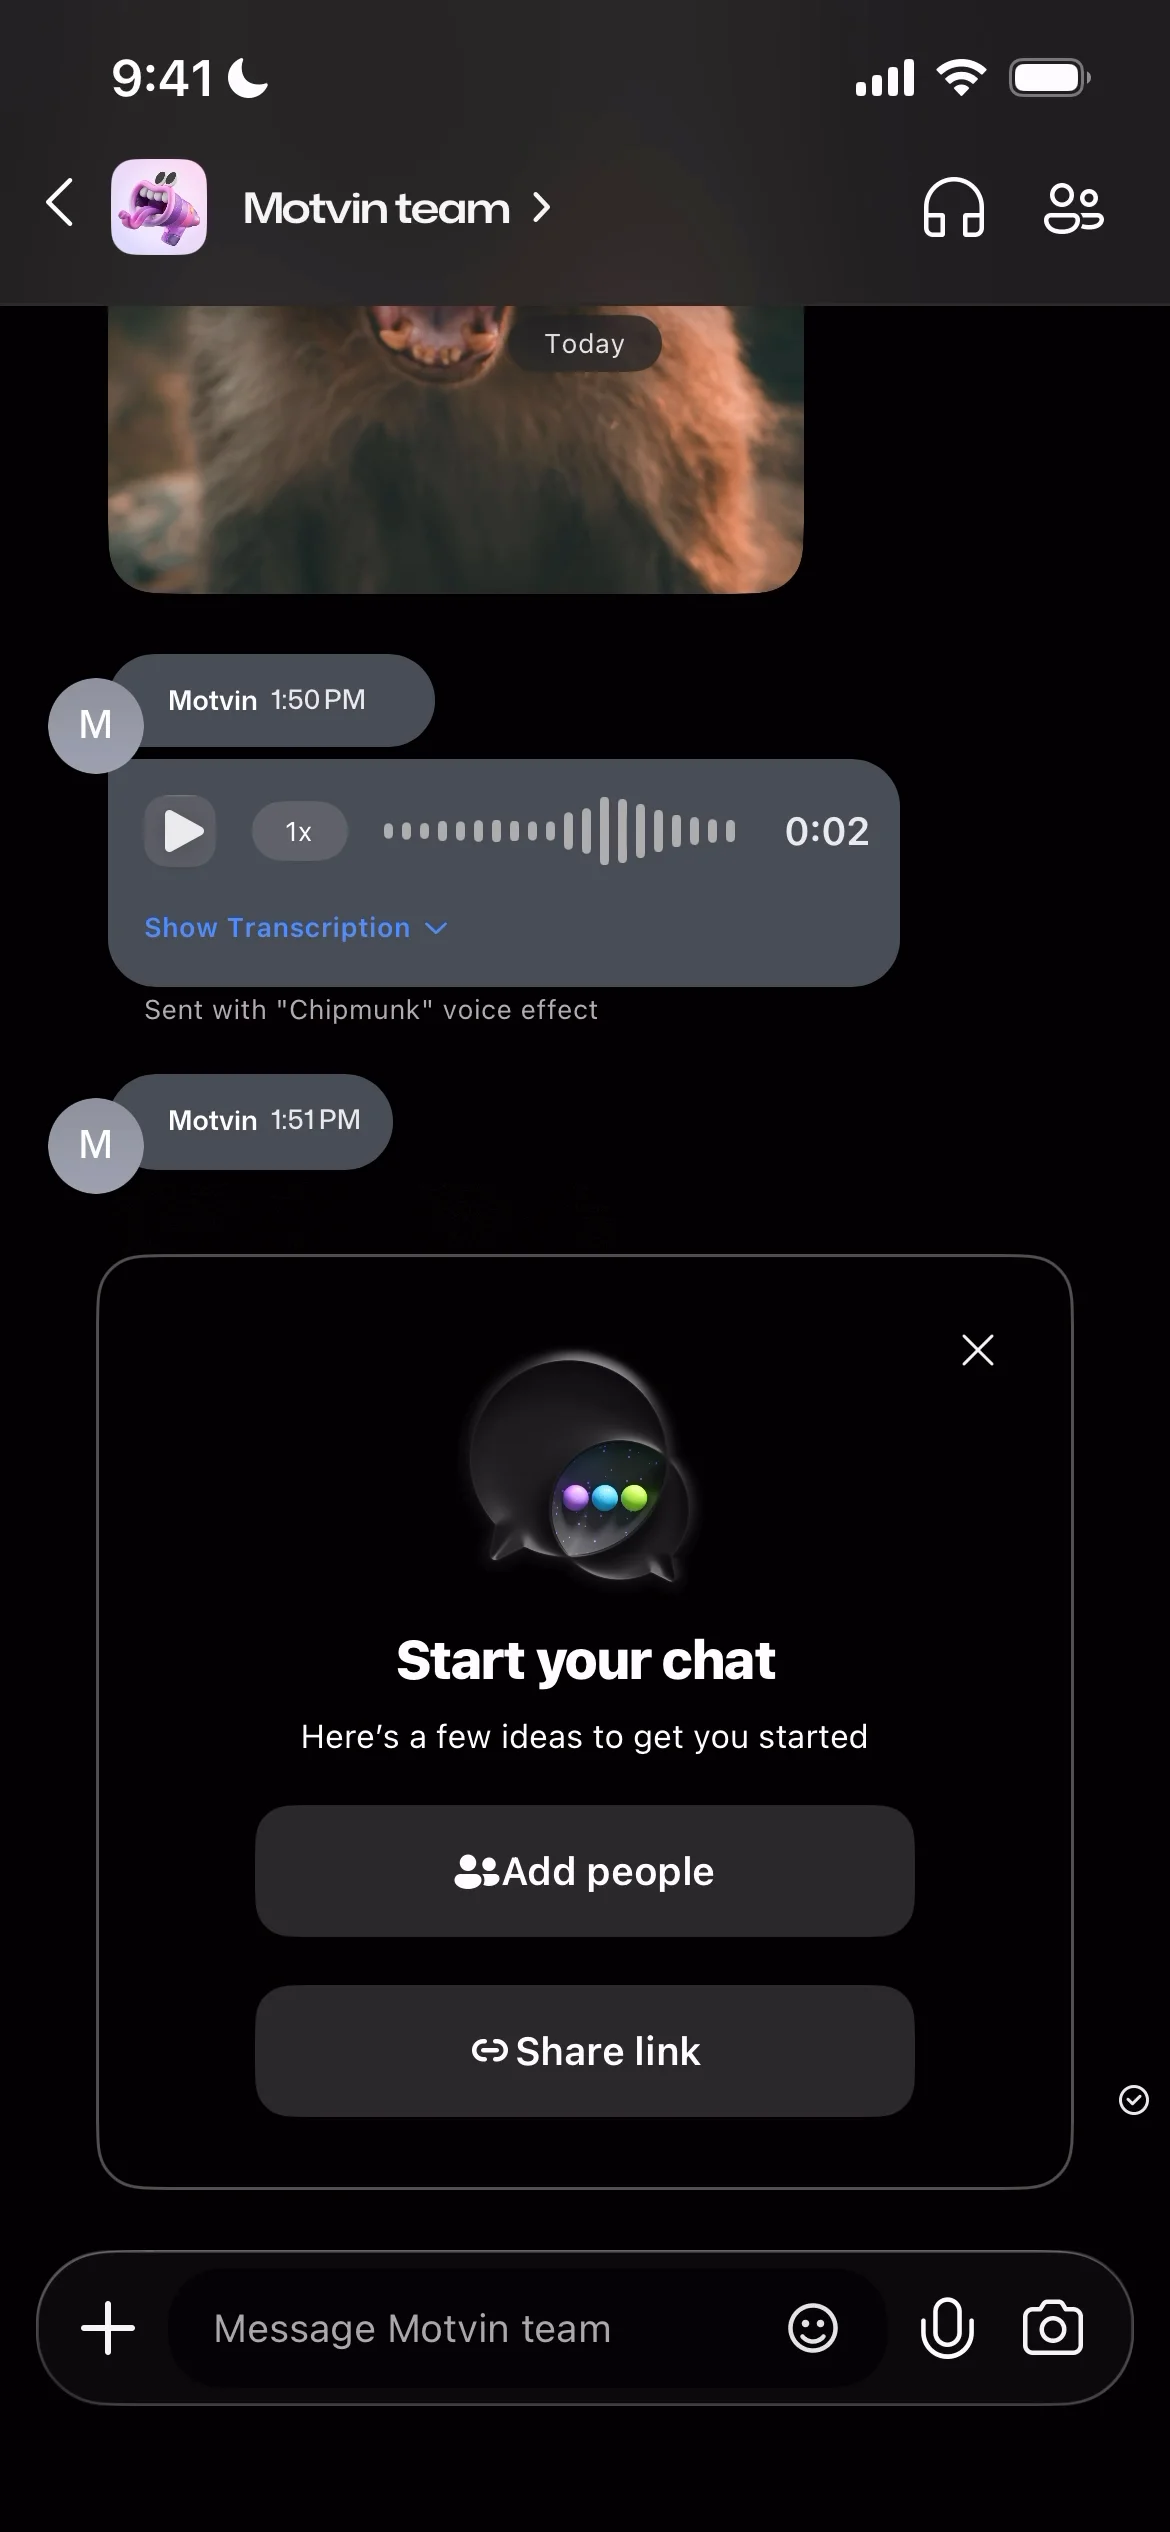 9:41
Motvin team
Today
M
Motvin 1:50 PM
1x
0:02
Show Transcription
Sent with "Chipmunk" voice effect
M
Motvin 1:51 PM
Start your chat
Here’s a few ideas to get you started
Add people
Share link
Message Motvin team